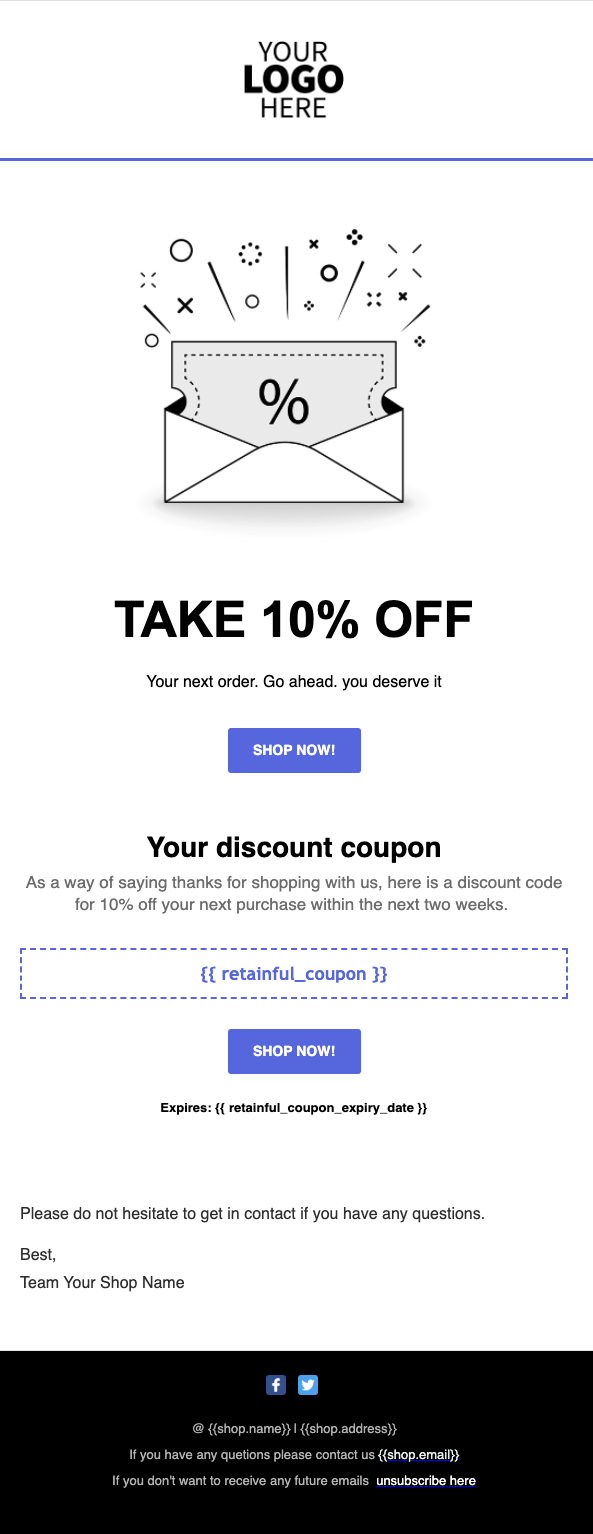 YOUR
LOGO
HERE
%
TAKE 10% OFF
Your next order. Go ahead. you deserve it
SHOP NOW!
Your discount coupon
As a way of saying thanks for shopping with us, here is a discount code
for 10% off your next purchase within the next two weeks.
{{ retainful_coupon }}
SHOP NOW!
Expires: {{ retainful_coupon_expiry_date }}
Please do not hesitate to get in contact if you have any questions.
Best,
Team Your Shop Name
@ {{shop.name}} | {{shop.address}}
If you have any quetions please contact us {{shop.email}}
If you don't want to receive any future emails unsubscribe here